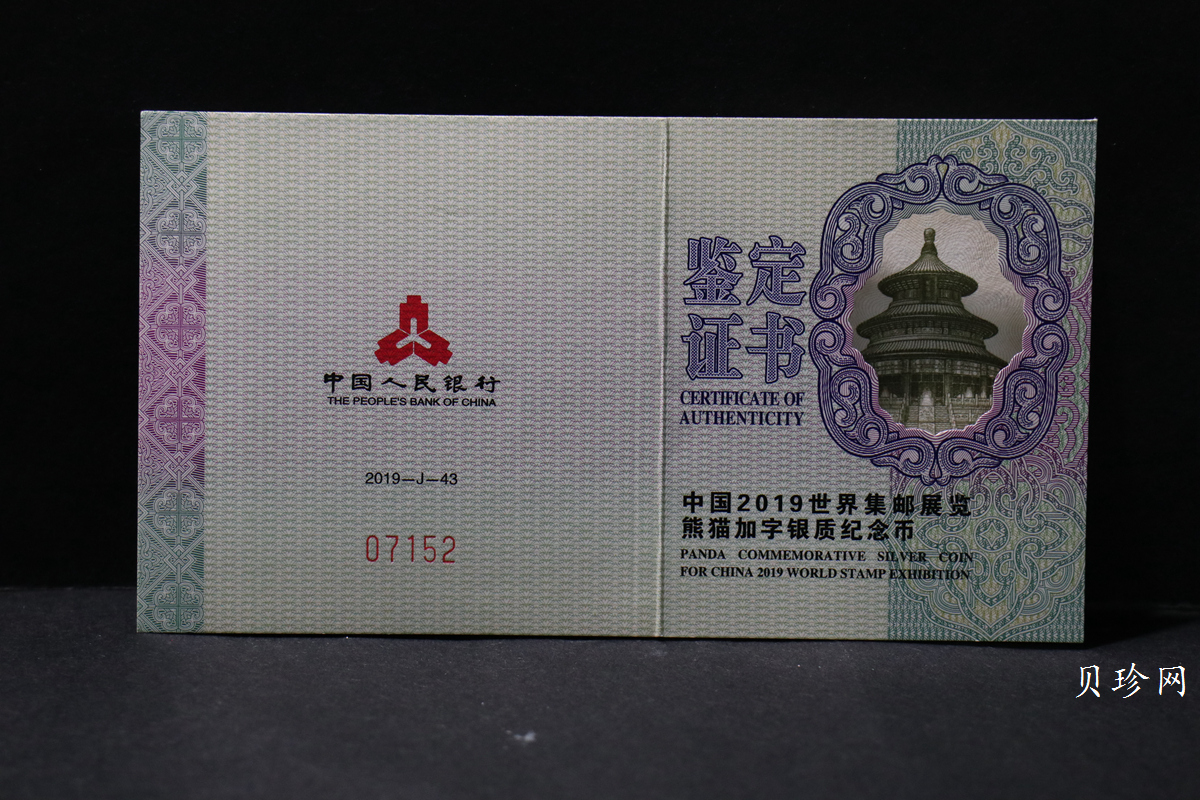 中国人民银行
THE PEOPLE'S BANK OF CHINA
2019—J—43
07152
鉴定
证书
CERTIFICATE OF
AUTHENTICITY
中国2019世界集邮展览
熊猫加字银质纪念币
PANDA COMMEMORATIVE SILVER COIN
FOR CHINA 2019 WORLD STAMP EXHIBITION
贝珍网